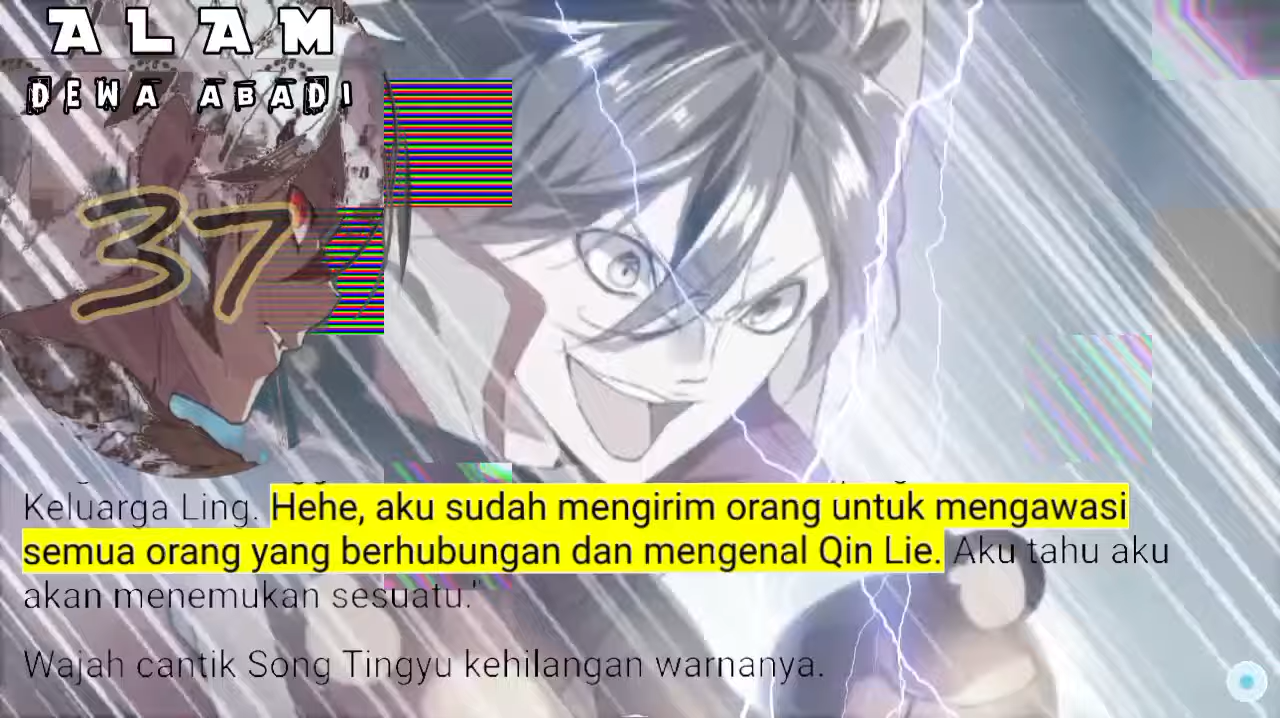 ALAM
DEWA ABADI
37
Keluarga Ling. Hehe, aku sudah mengirim orang untuk mengawasi
semua orang yang berhubungan dan mengenal Qin Lie. Aku tahu aku
akan menemukan sesuatu."
Wajah cantik Song Tingyu kehilangan warnanya.